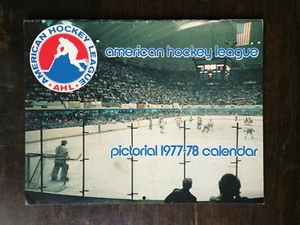 AMERICAN HOCKEY LEAGUE
AHL
american hockey league
pictorial 1977-78 calendar